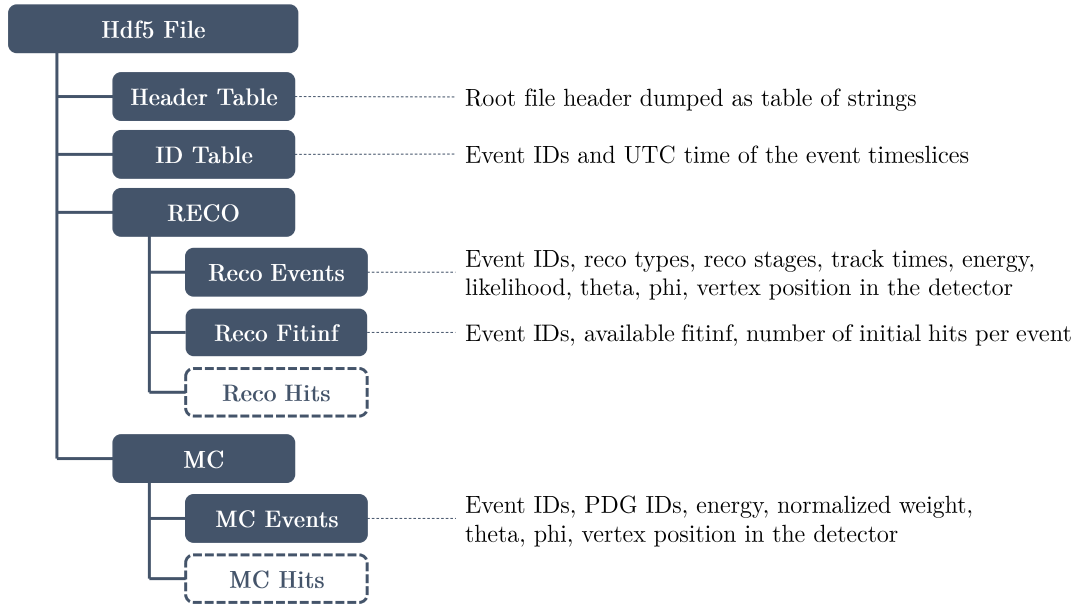 Hdf5 File
Header Table
Root file header dumped as table of strings
ID Table
Event IDs and UTC time of the event timeslices
RECO
Reco Events
Event IDs, reco types, reco stages, track times, energy,
likelihood, theta, phi, vertex position in the detector
Reco Fitinf
Event IDs, available fitinf, number of initial hits per event
Reco Hits
MC
MC Events
Event IDs, PDG IDs, energy, normalized weight,
theta, phi, vertex position in the detector
MC Hits